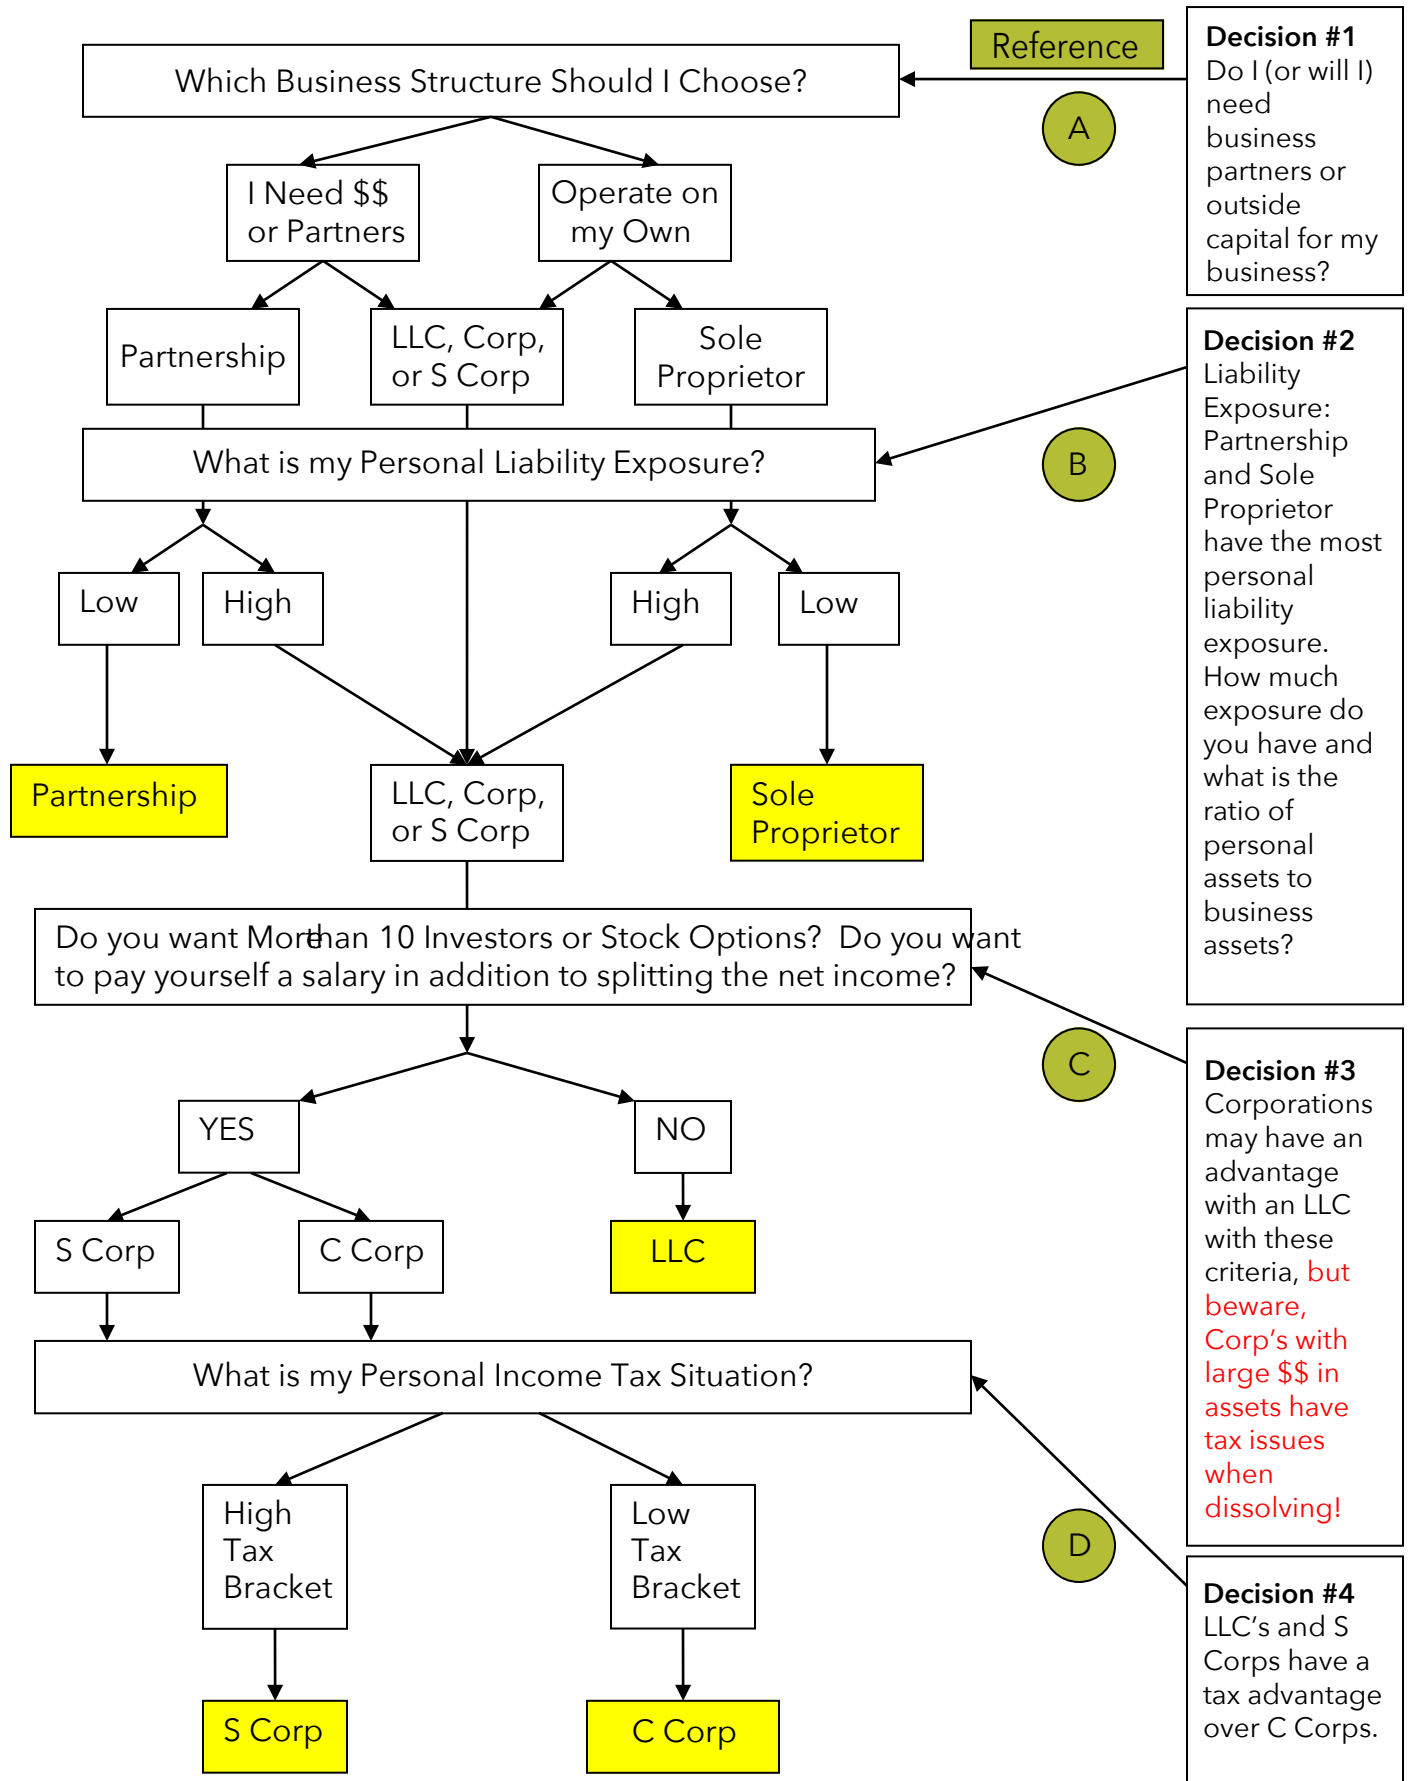 Which Business Structure Should I Choose?
Reference
A
Decision #1
Do I (or will I)
need
business
partners or
outside
capital for my
business?
I Need $$
or Partners
Operate on
my Own
Partnership
LLC, Corp,
or S Corp
Sole
Proprietor
What is my Personal Liability Exposure?
B
Decision #2
Liability
Exposure:
Partnership
and Sole
Proprietor
have the most
personal
liability
exposure.
How much
exposure do
you have and
what is the
ratio of
personal
assets to
business
assets?
Low
High
High
Low
Partnership
LLC, Corp,
or S Corp
Sole
Proprietor
Do you want More than 10 Investors or Stock Options? Do you want
to pay yourself a salary in addition to splitting the net income?
C
Decision #3
Corporations
may have an
advantage
with an LLC
with these
criteria, but
beware,
Corp's with
large $$ in
assets have
tax issues
when
dissolving!
YES
NO
S Corp
C Corp
LLC
What is my Personal Income Tax Situation?
D
Decision #4
LLC's and S
Corps have a
tax advantage
over C Corps.
High
Tax
Bracket
Low
Tax
Bracket
S Corp
C Corp